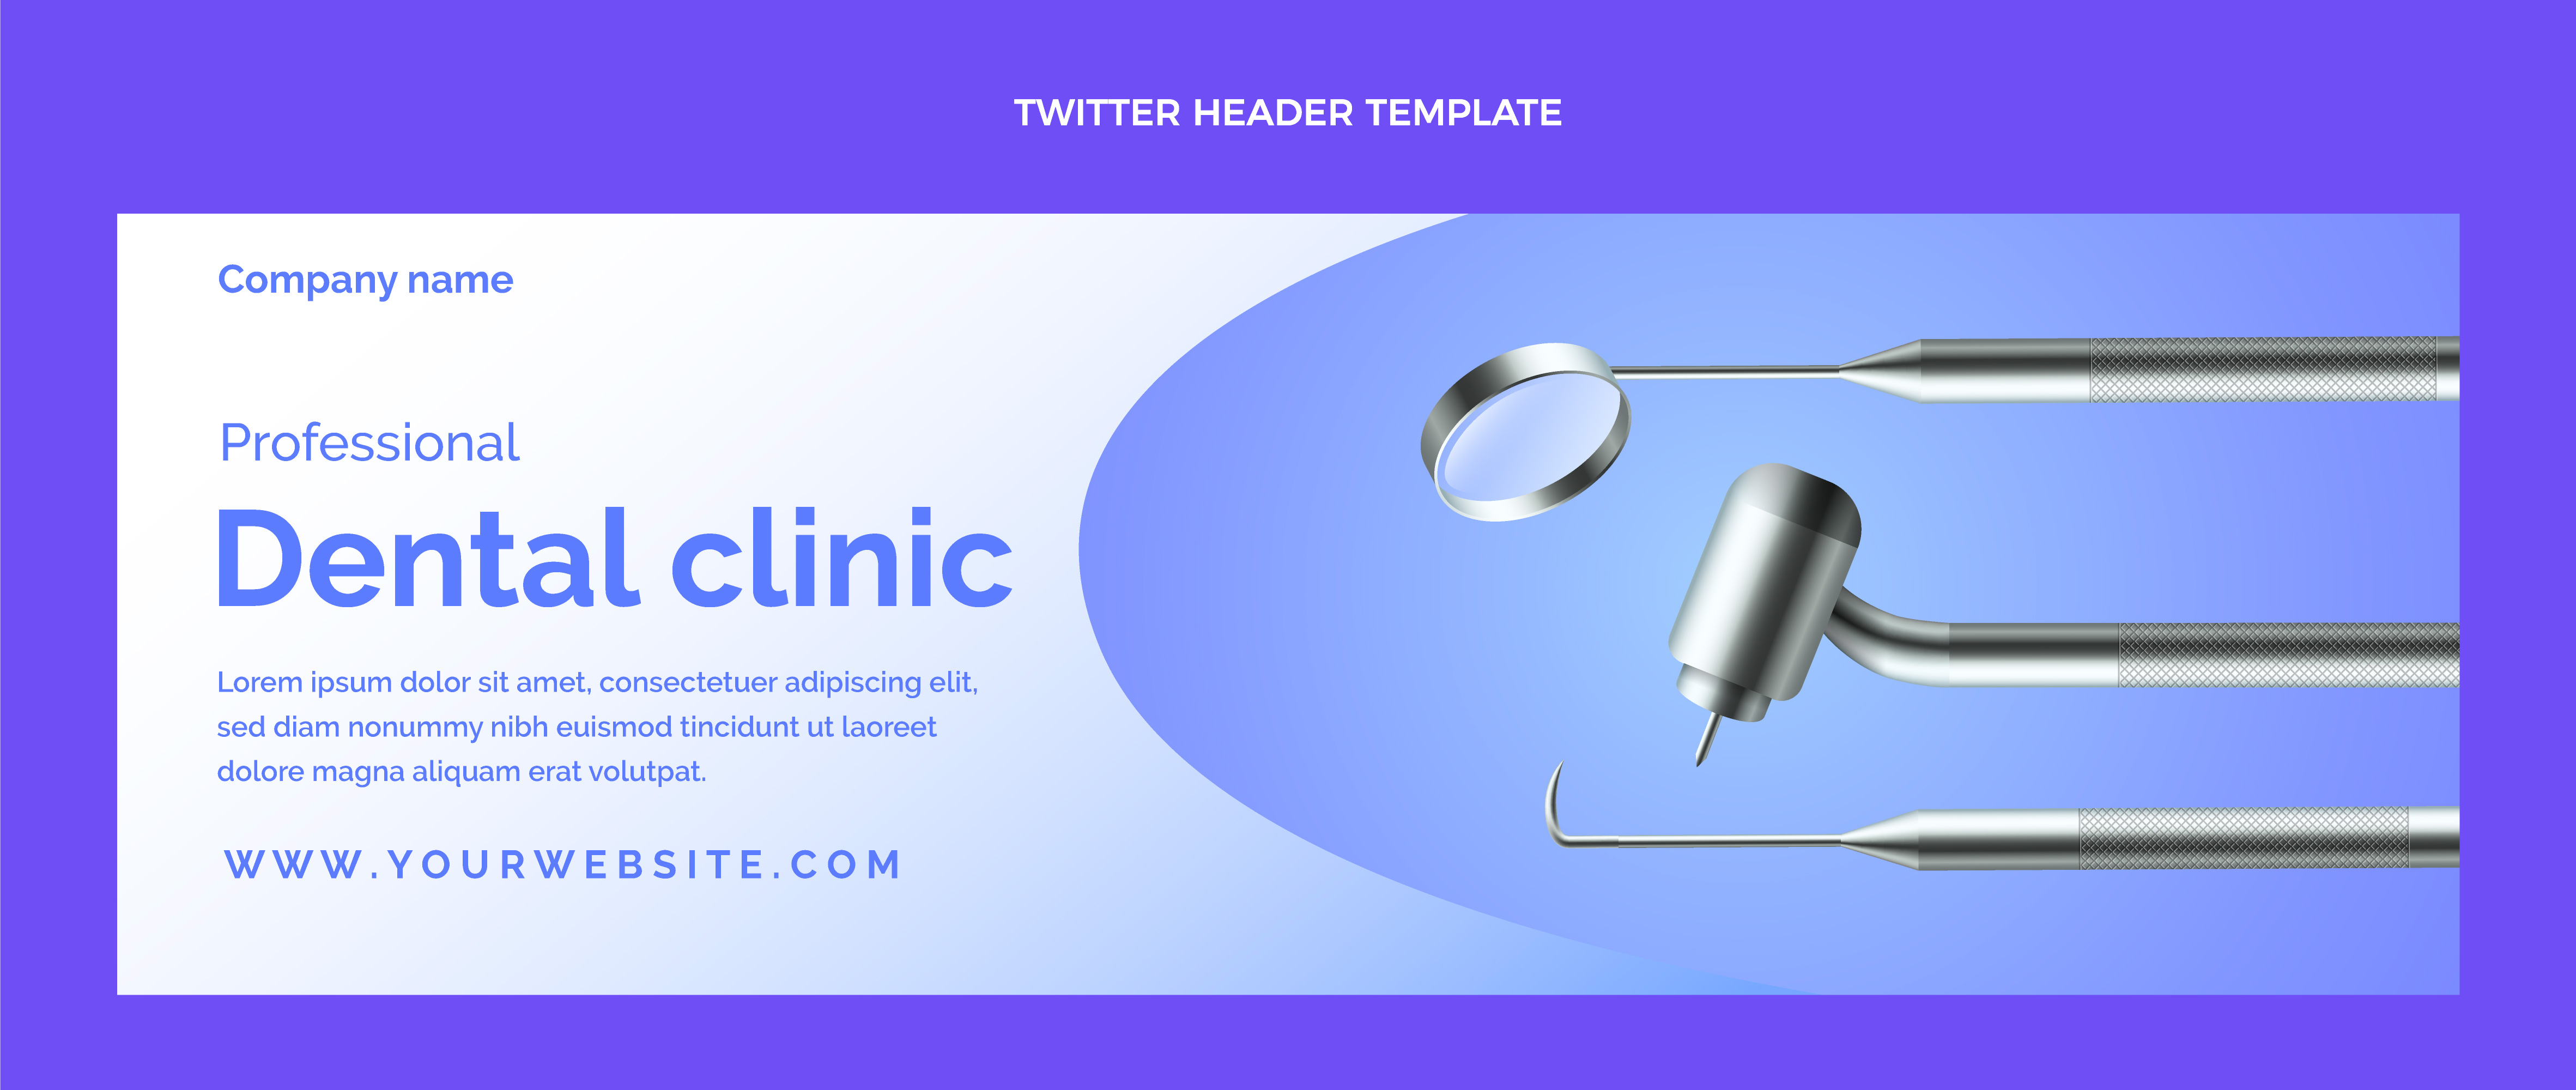 TWITTER HEADER TEMPLATE
Company name
Professional
Dental clinic
Lorem ipsum dolor sit amet, consectetuer adipiscing elit,
sed diam nonummy nibh euismod tincidunt ut laoreet
dolore magna aliquam erat volutpat.
WWW.YOURWEBSITE.COM